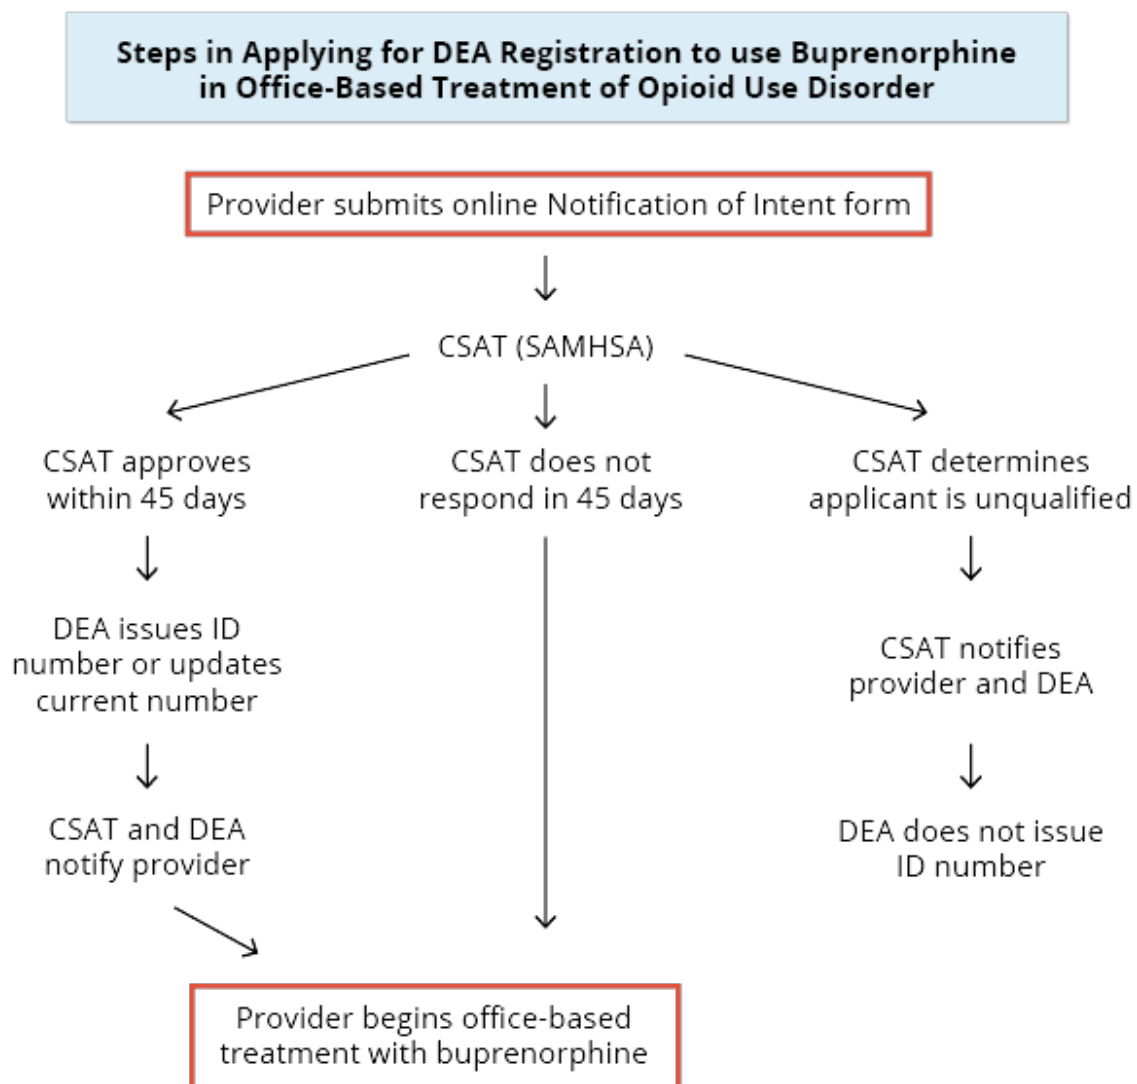 Steps in Applying for DEA Registration to use Buprenorphine
in Office-Based Treatment of Opioid Use Disorder
Provider submits online Notification of Intent form
CSAT (SAMHSA)
CSAT approves
within 45 days
CSAT does not
respond in 45 days
CSAT determines
applicant is unqualified
DEA issues ID
number or updates
current number
CSAT notifies
provider and DEA
CSAT and DEA
notify provider
DEA does not issue
ID number
Provider begins office-based
treatment with buprenorphine